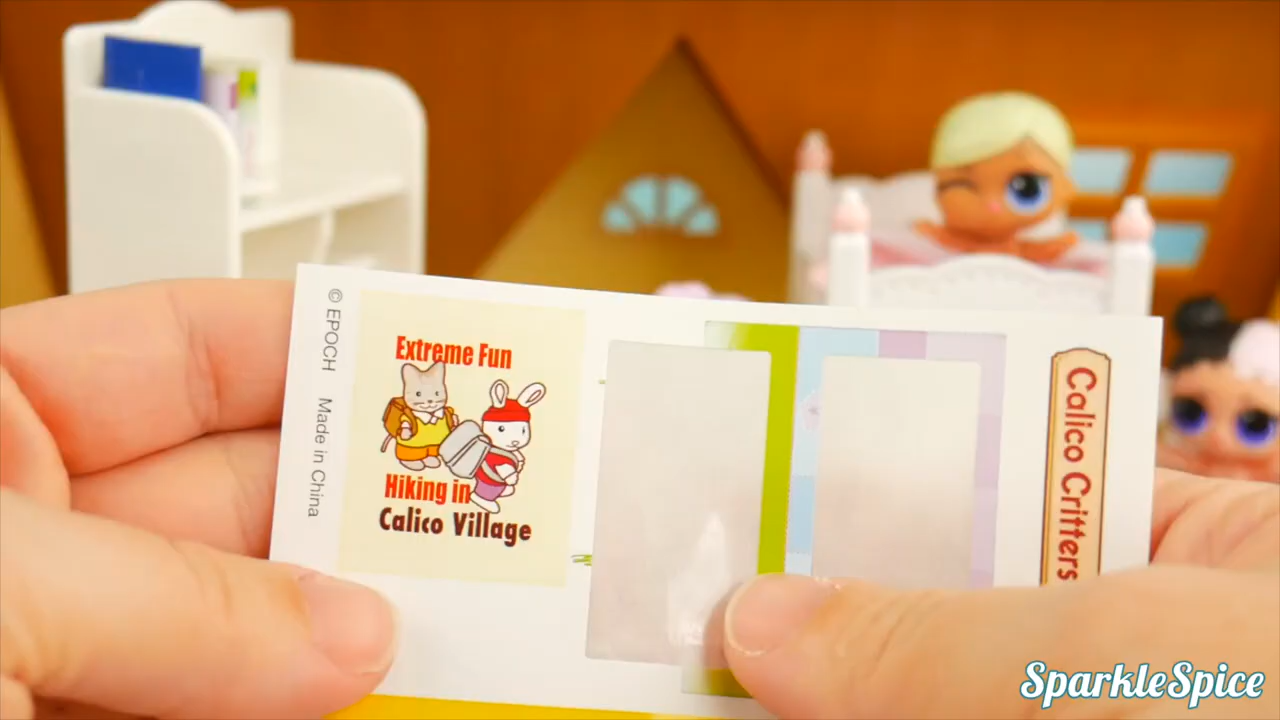 © EPOCH Made in China
Extreme Fun
Hiking in
Calico Village
Calico Critters
SparkleSpice